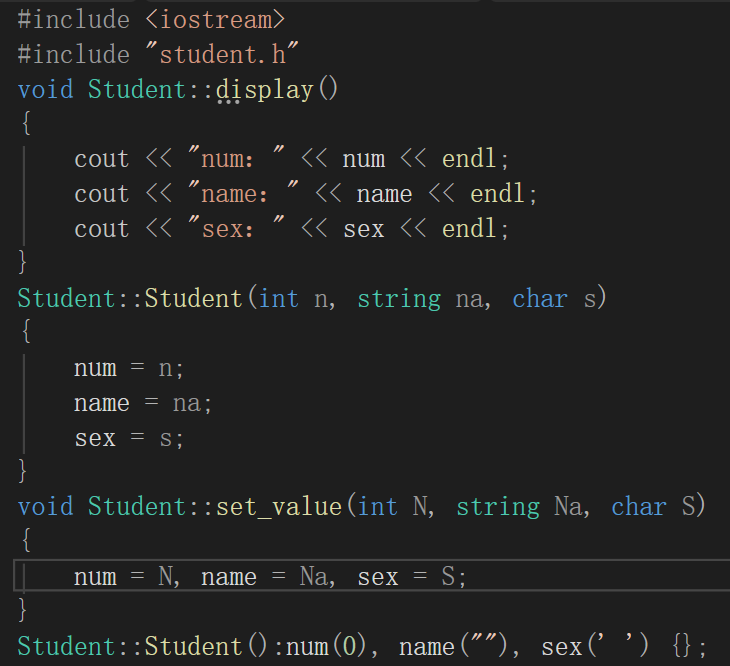 #include <iostream>
#include "student.h"
void Student::display()
{
    cout << "num: " << num << endl;
    cout << "name: " << name << endl;
    cout << "sex: " << sex << endl;
}
Student::Student(int n, string na, char s)
{
    num = n;
    name = na;
    sex = s;
}
void Student::set_value(int N, string Na, char S)
{
    num = N, name = Na, sex = S;
}
Student::Student():num(0), name(""), sex(' ') {};